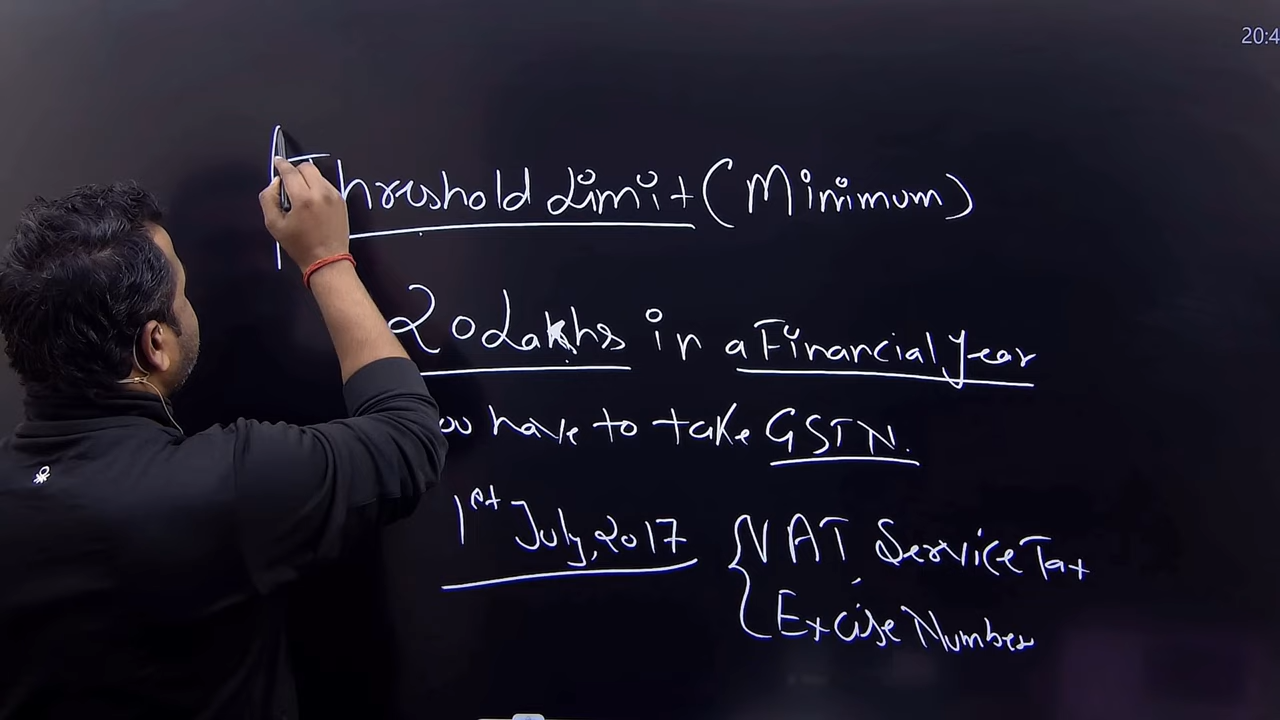 20:4
Threshold Limit (Minimum)
20 Lakhs in a Financial Year
ou have to take GSTN.
1st July, 2017 { VAT Service Tax
Excise Number